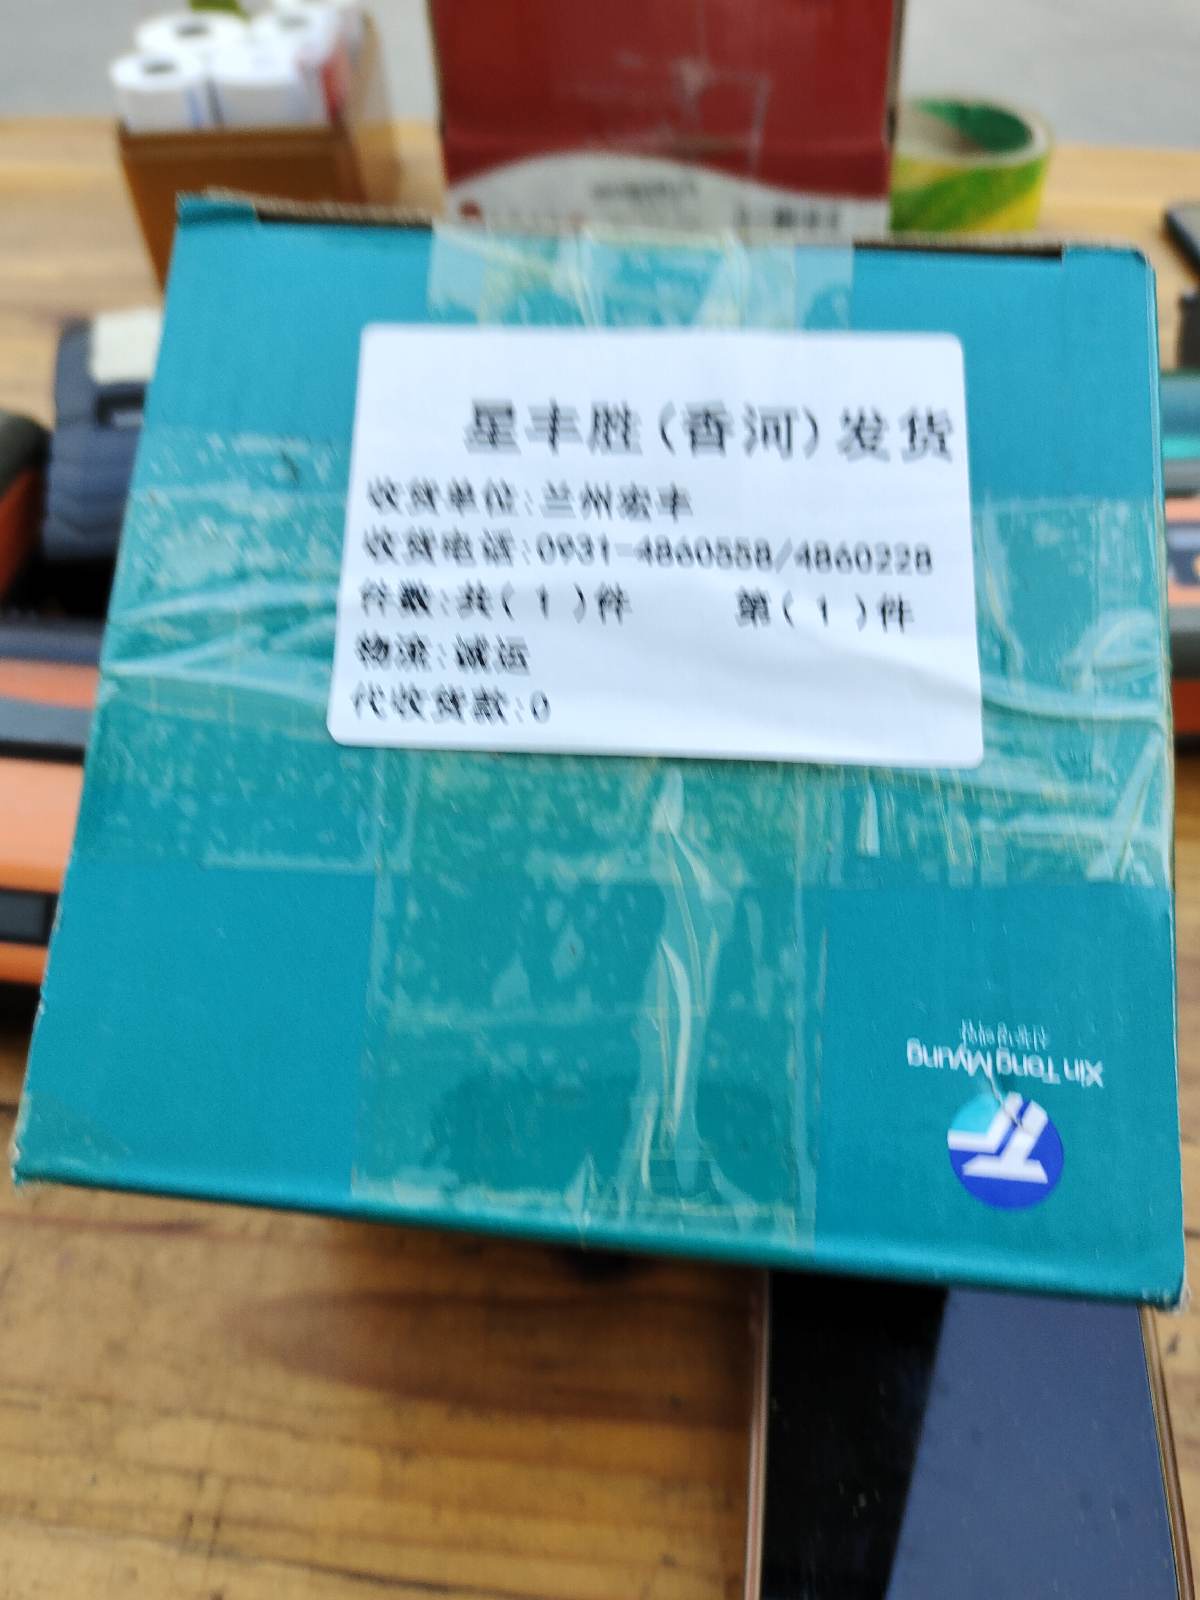 星丰胜(香河)发货
收货单位:兰州宏丰
收货电话:0931-4860558/4860228
件数:共( 1 )件 第( 1 )件
物流:诚运
代收货款:0
Xin Tong Myung